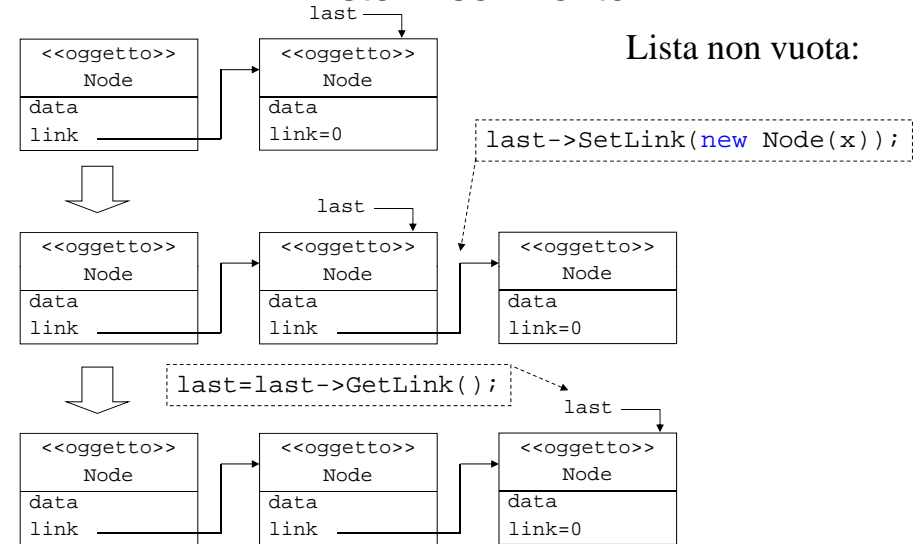 last
Lista non vuota:
<<oggetto>>
Node
data
link
<<oggetto>>
Node
data
link=0
last->SetLink(new Node(x));
last
<<oggetto>>
Node
data
link
<<oggetto>>
Node
data
link
<<oggetto>>
Node
data
link=0
last=last->GetLink();
last
<<oggetto>>
Node
data
link
<<oggetto>>
Node
data
link
<<oggetto>>
Node
data
link=0